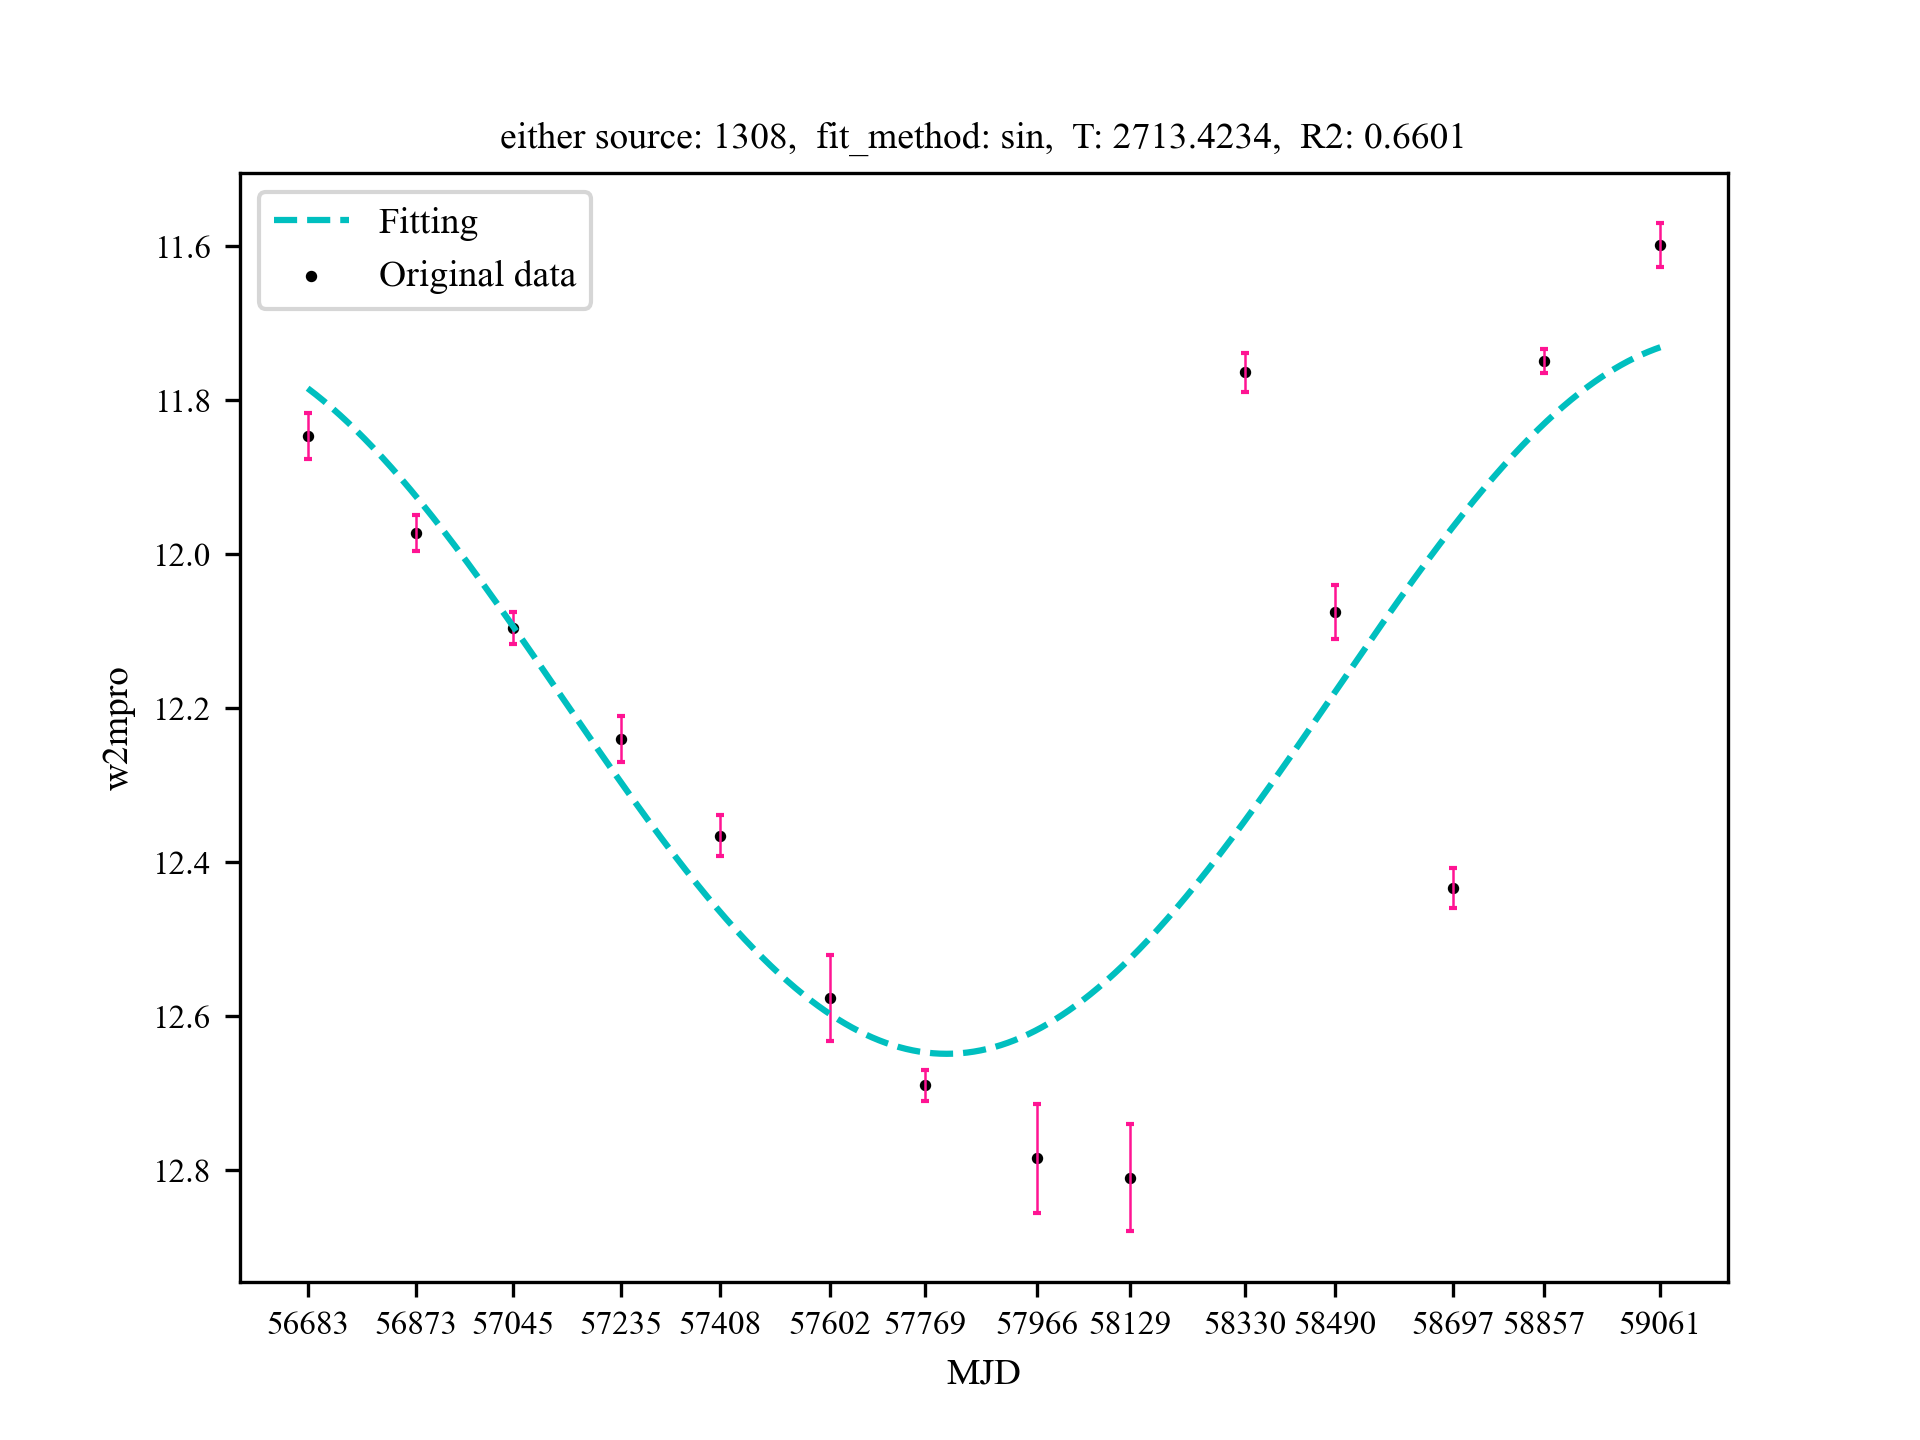 either source: 1308, fit_method: sin, T: 2713.4234, R2: 0.6601
Fitting
Original data
11.6
11.8
12.0
12.2
12.4
12.6
12.8
w2mpro
56683 56873 57045 57235 57408 57602 57769 57966 58129 58330 58490 58697 58857 59061
MJD